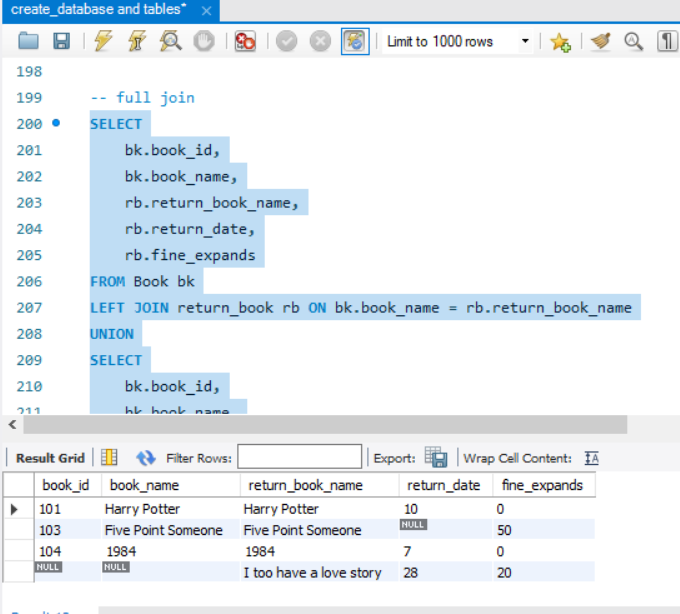 create_database and tables*
Limit to 1000 rows
198
199 -- full join
200 SELECT
201 bk.book_id,
202 bk.book_name,
203 rb.return_book_name,
204 rb.return_date,
205 rb.fine_expands
206 FROM Book bk
207 LEFT JOIN return_book rb ON bk.book_name = rb.return_book_name
208 UNION
209 SELECT
210 bk.book_id,
211 bk.book_name,
Result Grid Filter Rows: Export: Wrap Cell Content: IA
book_id book_name return_book_name return_date fine_expands
101 Harry Potter Harry Potter 10 0
103 Five Point Someone Five Point Someone NULL 50
104 1984 1984 7 0
NULL NULL I too have a love story 28 20